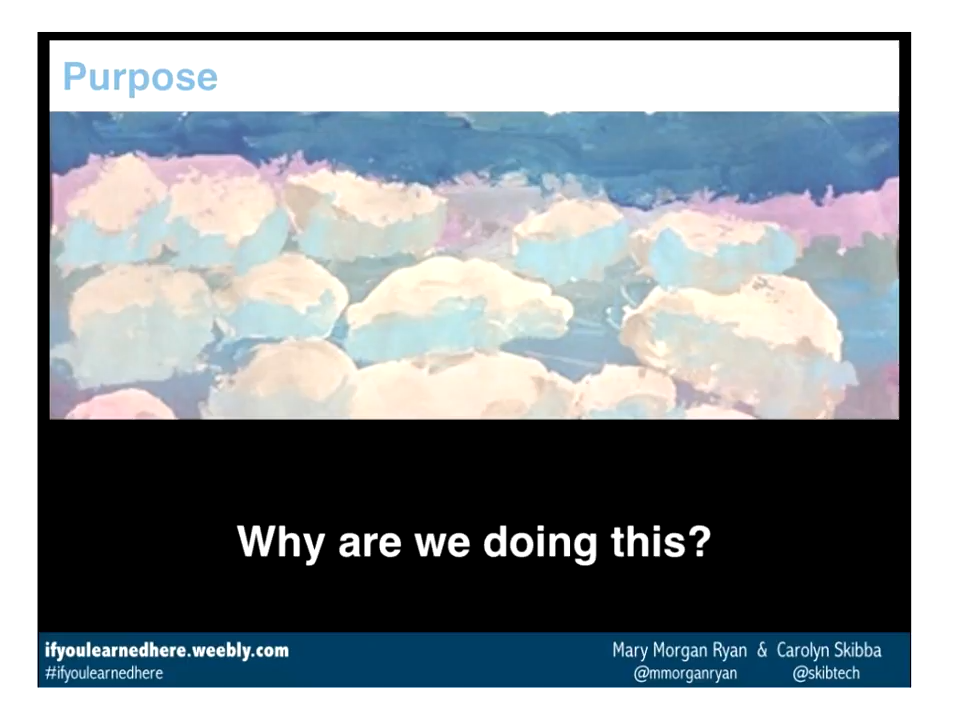 Purpose
Why are we doing this?
ifyoulearnedhere.weebly.com
#ifyoulearnedhere
Mary Morgan Ryan & Carolyn Skibba
@mmorganryan @skibtech